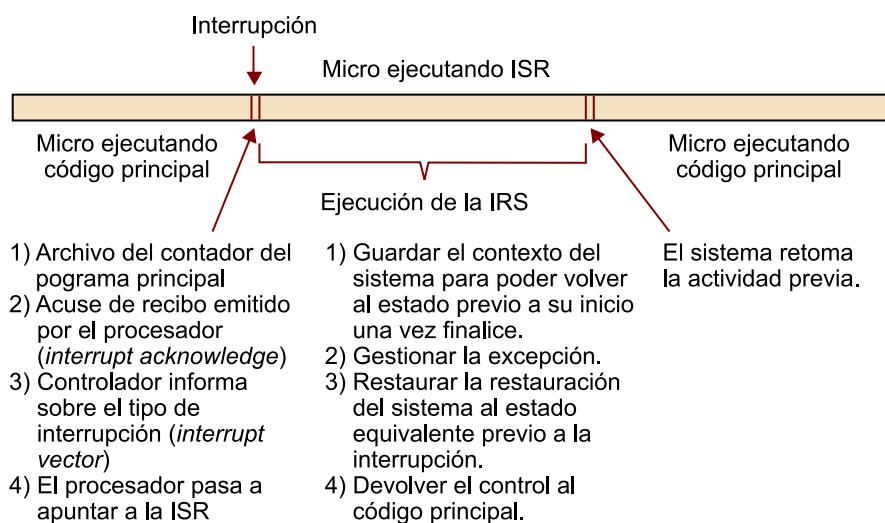 Interrupción
Micro ejecutando ISR
Micro ejecutando
código principal
Micro ejecutando
código principal
Ejecución de la IRS
1) Archivo del contador del
pograma principal
2) Acuse de recibo emitido
por el procesador
(interrupt acknowledge)
3) Controlador informa
sobre el tipo de
interrupción (interrupt
vector)
4) El procesador pasa a
apuntar a la ISR
1) Guardar el contexto del
sistema para poder volver
al estado previo a su inicio
una vez finalice.
2) Gestionar la excepción.
3) Restaurar la restauración
del sistema al estado
equivalente previo a la
interrupción.
4) Devolver el control al
código principal.
El sistema retoma
la actividad previa.